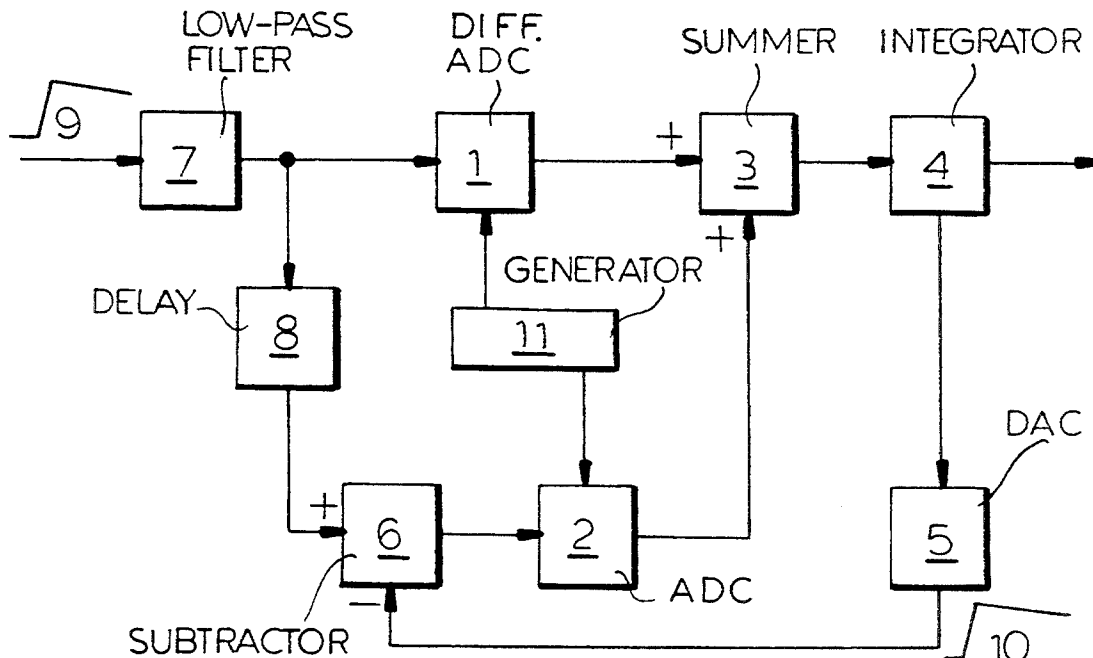 LOW-PASS
FILTER
DIFF.
ADC
SUMMER
INTEGRATOR
9
7
1
+
3
4
+
GENERATOR
DELAY
8
11
DAC
+
6
2
5
−
ADC
SUBTRACTOR
10